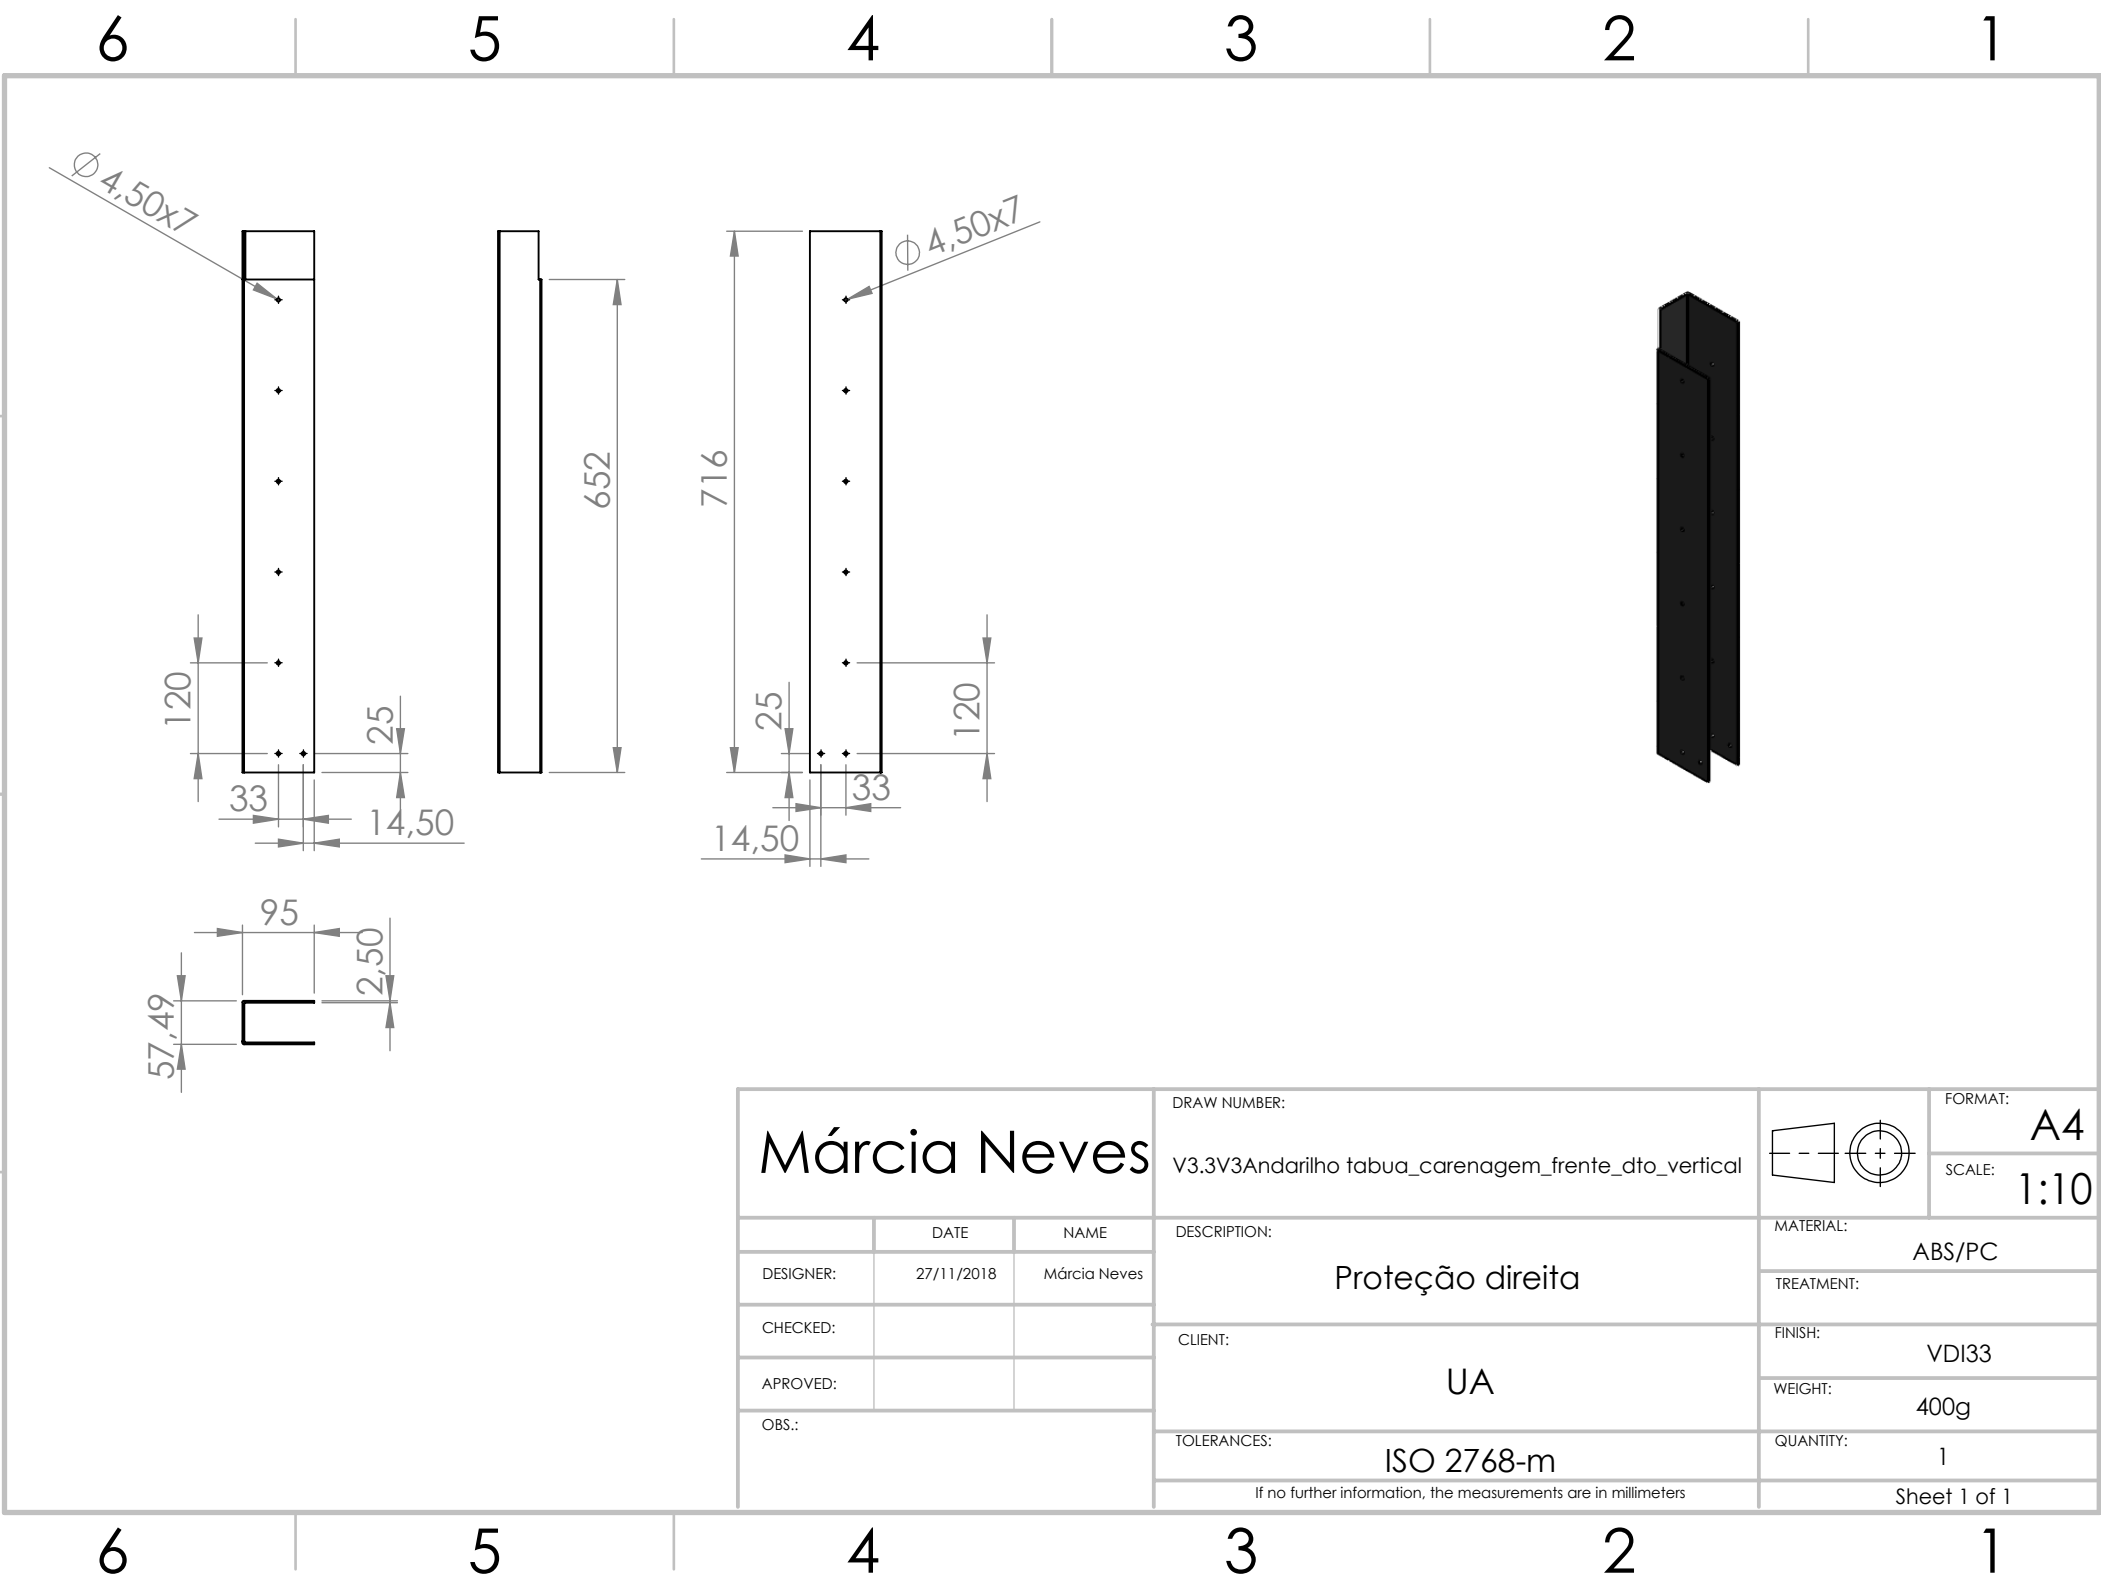 6 5 4 3 2 1
∅ 4,50x7
∅ 4,50x7
652
716
120
25
33
14,50
25
120
33
14,50
95
2,50
57,49
Márcia Neves
DRAW NUMBER:
V3.3V3Andarilho tabua_carenagem_frente_dto_vertical
FORMAT:
A4
SCALE:
1:10
DATE NAME
DESIGNER: 27/11/2018 Márcia Neves
CHECKED:
APROVED:
OBS.:
DESCRIPTION:
Proteção direita
CLIENT:
UA
TOLERANCES:
ISO 2768-m
If no further information, the measurements are in millimeters
MATERIAL:
ABS/PC
TREATMENT:
FINISH:
VDI33
WEIGHT:
400g
QUANTITY:
1
Sheet 1 of 1
6 5 4 3 2 1